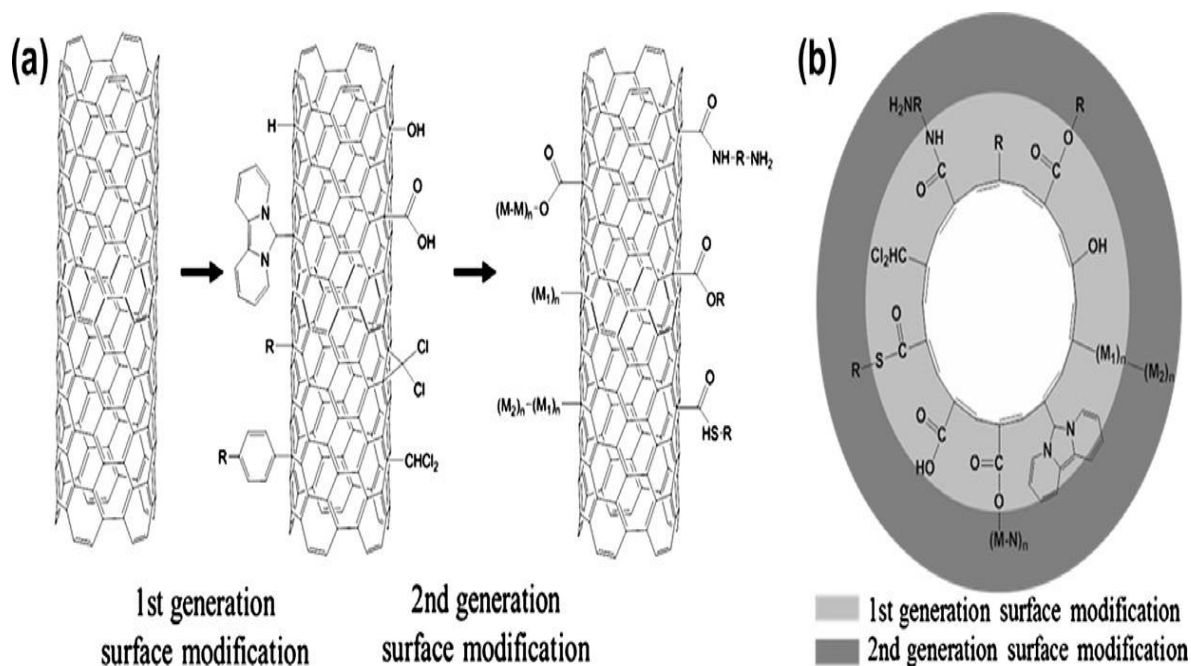 (a)
H
OH
N
N
O
OH
R
Cl
Cl
R
CHCl₂
O
NH-R-NH₂
O
(M-M)ₙ-O
O
OR
(M₁)ₙ
(M₂)ₙ-(M₁)ₙ
O
HS-R
1st generation
surface modification
2nd generation
surface modification
(b)
H₂NR
NH
O
R
R
O
O
Cl₂HC
OH
O
R S C
(M₁)ₙ
(M₂)ₙ
O
C
HO
O=C
O
(M-N)ₙ
N
N
1st generation surface modification
2nd generation surface modification